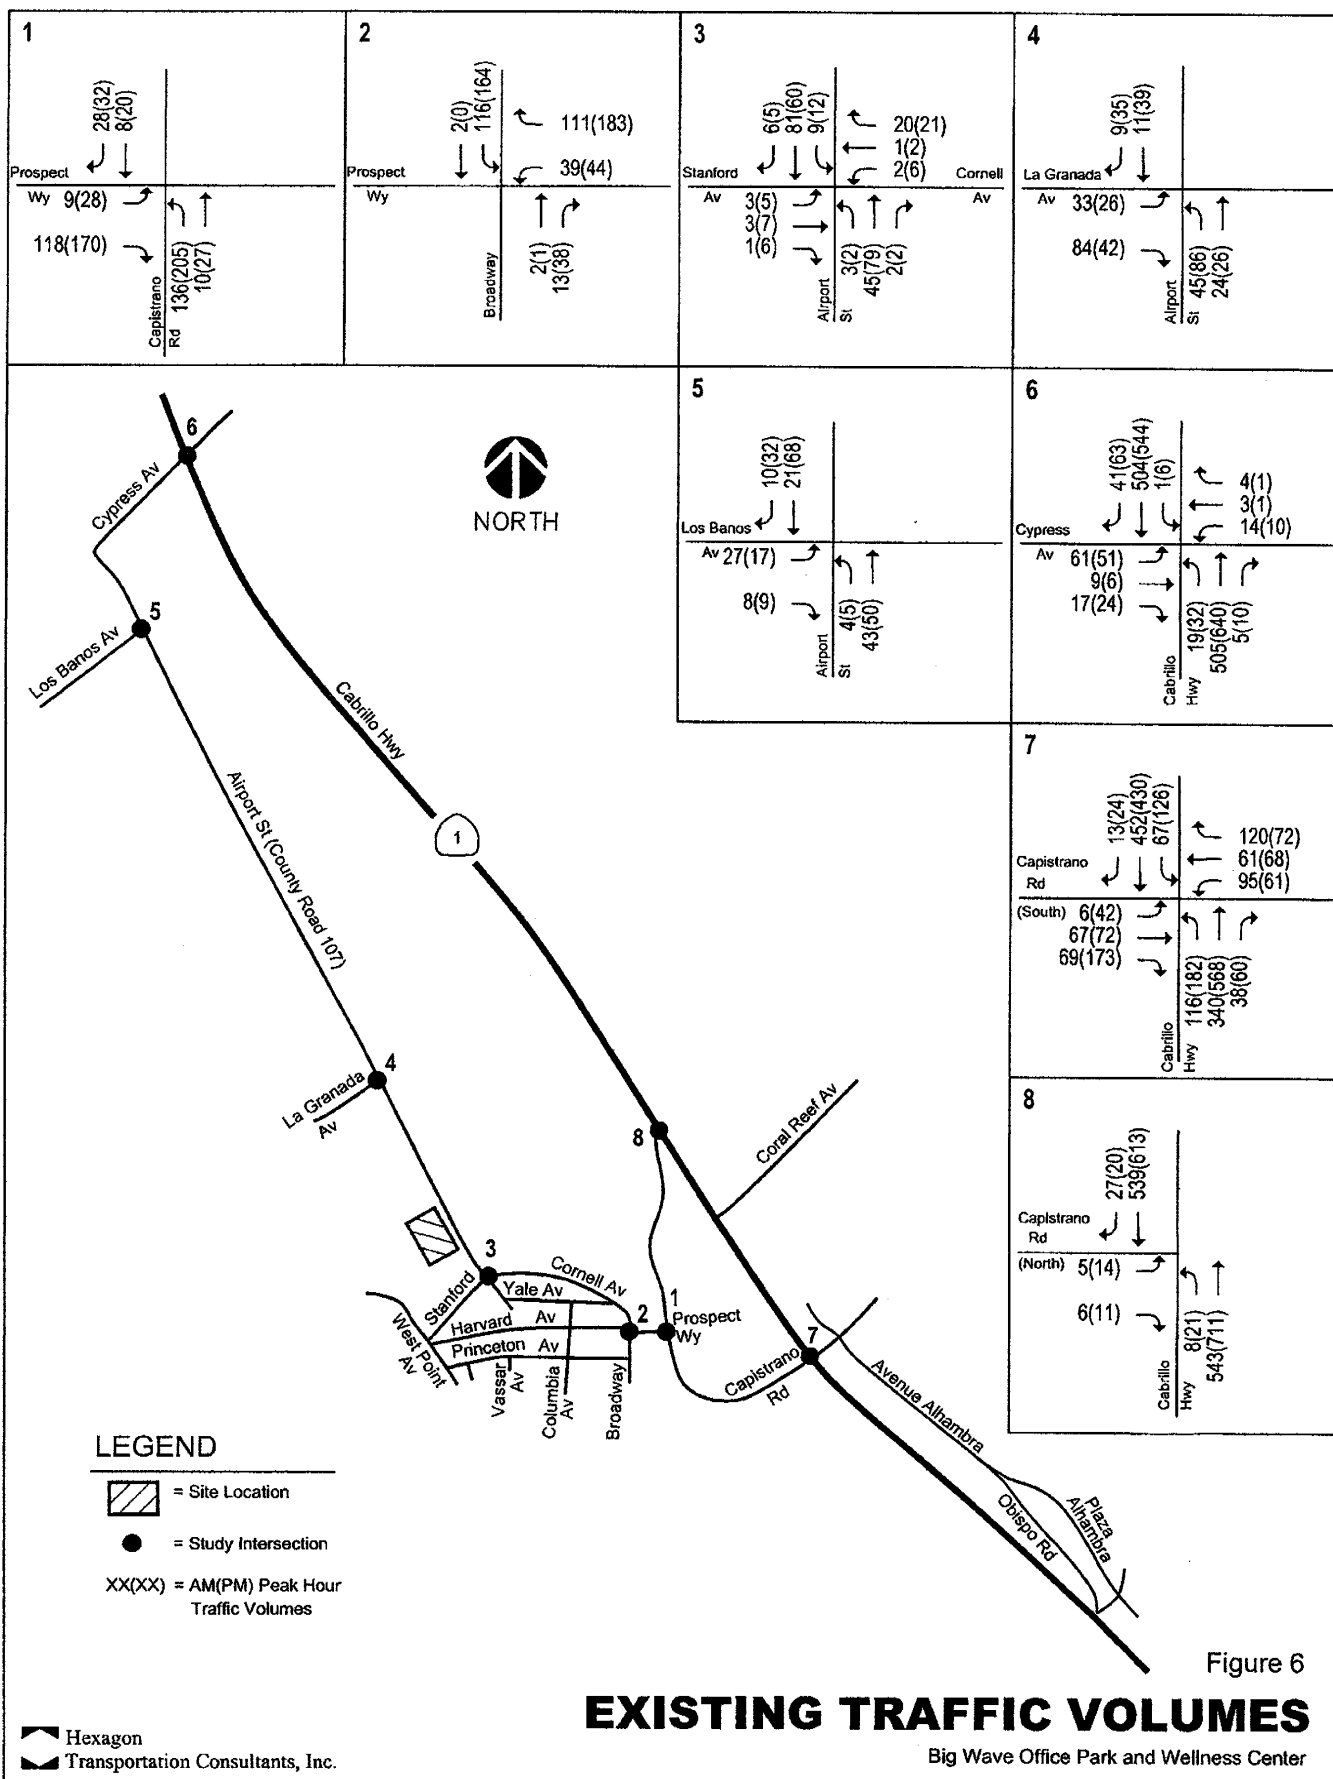 1
28(32)
8(20)
Prospect
Wy 9(28)
118(170)
136(205)
10(27)
Capistrano
Rd
2
2(0)
116(164)
111(183)
39(44)
Prospect
Wy
2(1)
13(38)
Broadway
3
6(5)
81(60)
9(12)
20(21)
1(2)
2(6)
Stanford
Cornell
Av 3(5)
Av
3(7)
1(6)
3(2)
45(79)
2(2)
Airport
St
4
9(35)
11(39)
La Granada
Av 33(26)
84(42)
45(86)
24(26)
Airport
St
5
10(32)
21(68)
Los Banos
Av 27(17)
8(9)
4(5)
43(50)
Airport
St
6
41(63)
504(544)
1(6)
4(1)
3(1)
14(10)
Cypress
Av 61(51)
9(6)
17(24)
19(32)
505(640)
5(10)
Cabrillo
Hwy
7
13(24)
452(430)
67(126)
120(72)
61(68)
95(61)
Capistrano
Rd
(South) 6(42)
67(72)
69(173)
116(182)
340(568)
38(60)
Cabrillo
Hwy
8
27(20)
539(613)
Capistrano
Rd
(North) 5(14)
6(11)
8(21)
543(711)
Cabrillo
Hwy
6
Cypress Av
NORTH
5
Los Banos Av
Cabrillo Hwy
1
Airport St (County Road 107)
4
La Granada
Av
8
Coral Reef Av
3
Stanford
Cornell Av
Yale Av
Harvard Av
Princeton Av
West Point
Av
Vassar
Av
Columbia
Av
Broadway
2
1
Prospect
Wy
7
Capistrano
Rd
Avenue Alhambra
Obispo Rd
Plaza
Alhambra
LEGEND
= Site Location
= Study Intersection
XX(XX) = AM(PM) Peak Hour
Traffic Volumes
Figure 6
EXISTING TRAFFIC VOLUMES
Big Wave Office Park and Wellness Center
Hexagon
Transportation Consultants, Inc.